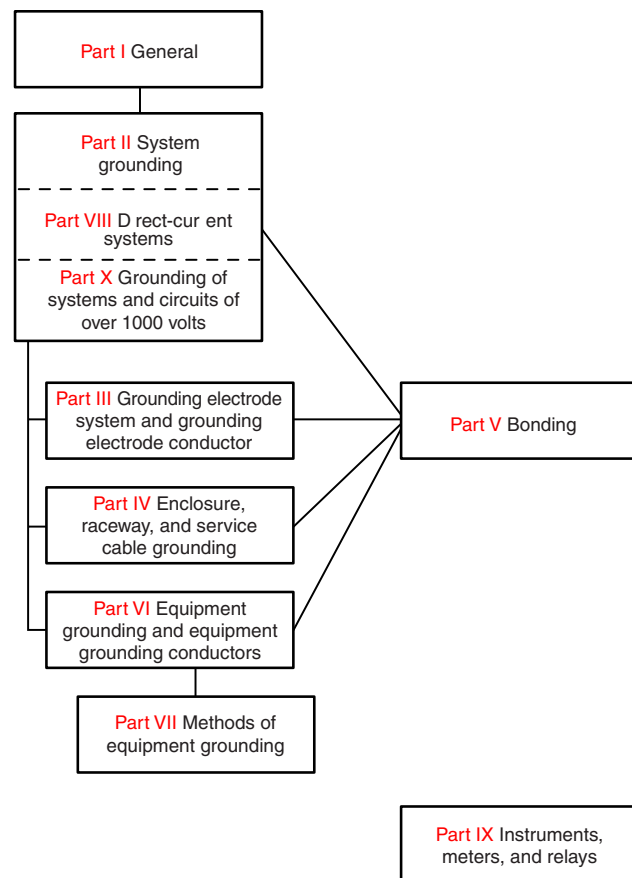 Part I General
Part II System
grounding
Part VIII D rect-cur ent
systems
Part X Grounding of
systems and circuits of
over 1000 volts
Part III Grounding electrode
system and grounding
electrode conductor
Part V Bonding
Part IV Enclosure,
raceway, and service
cable grounding
Part VI Equipment
grounding and equipment
grounding conductors
Part VII Methods of
equipment grounding
Part IX Instruments,
meters, and relays